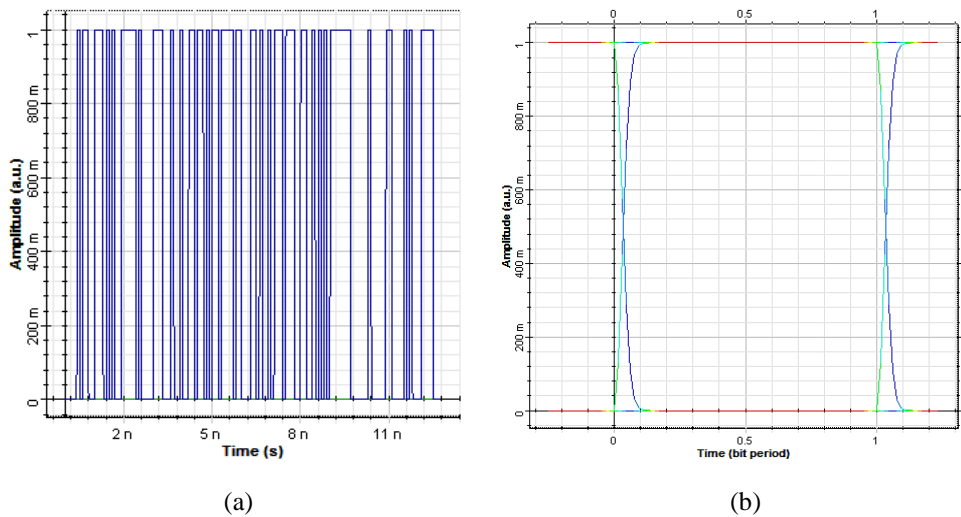 0 0.5 1
1
800 m
600 m
400 m
200 m
0
Amplitude (a.u.)
2 n 5 n 8 n 11 n
Time (s)
1
800 m
600 m
400 m
200 m
0
Amplitude (a.u.)
0 0.5 1
Time (bit period)
(a) (b)